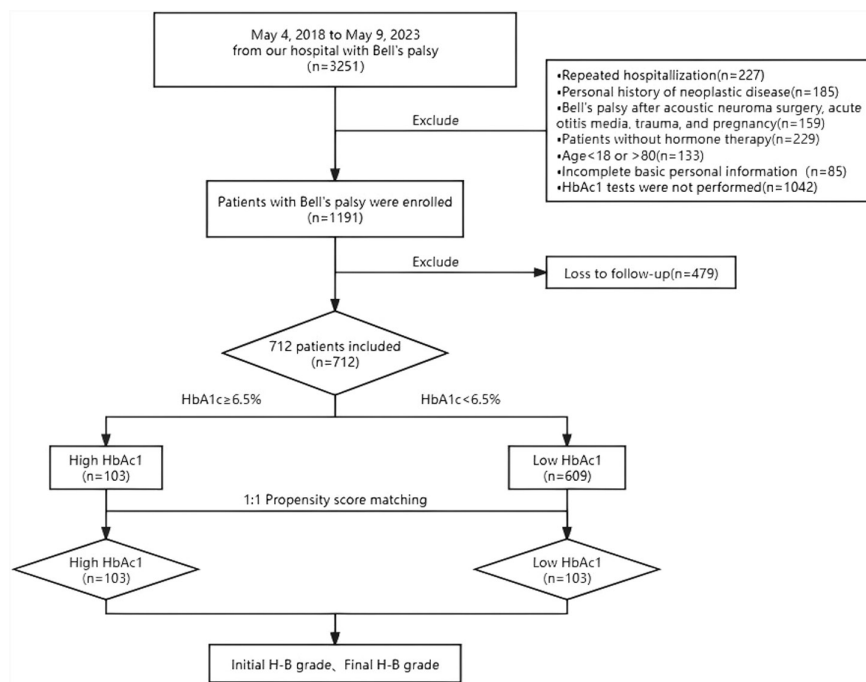 May 4, 2018 to May 9, 2023
from our hospital with Bell's palsy
(n=3251)
Exclude
•Repeated hospitallization(n=227)
•Personal history of neoplastic disease(n=185)
•Bell's palsy after acoustic neuroma surgery, acute
otitis media, trauma, and pregnancy(n=159)
•Patients without hormone therapy(n=229)
•Age<18 or >80(n=133)
•Incomplete basic personal information (n=85)
•HbAc1 tests were not performed(n=1042)
Patients with Bell's palsy were enrolled
(n=1191)
Exclude
Loss to follow-up(n=479)
712 patients included
(n=712)
HbA1c≥6.5%
HbA1c<6.5%
High HbAc1
(n=103)
Low HbAc1
(n=609)
1:1 Propensity score matching
High HbAc1
(n=103)
Low HbAc1
(n=103)
Initial H-B grade、Final H-B grade